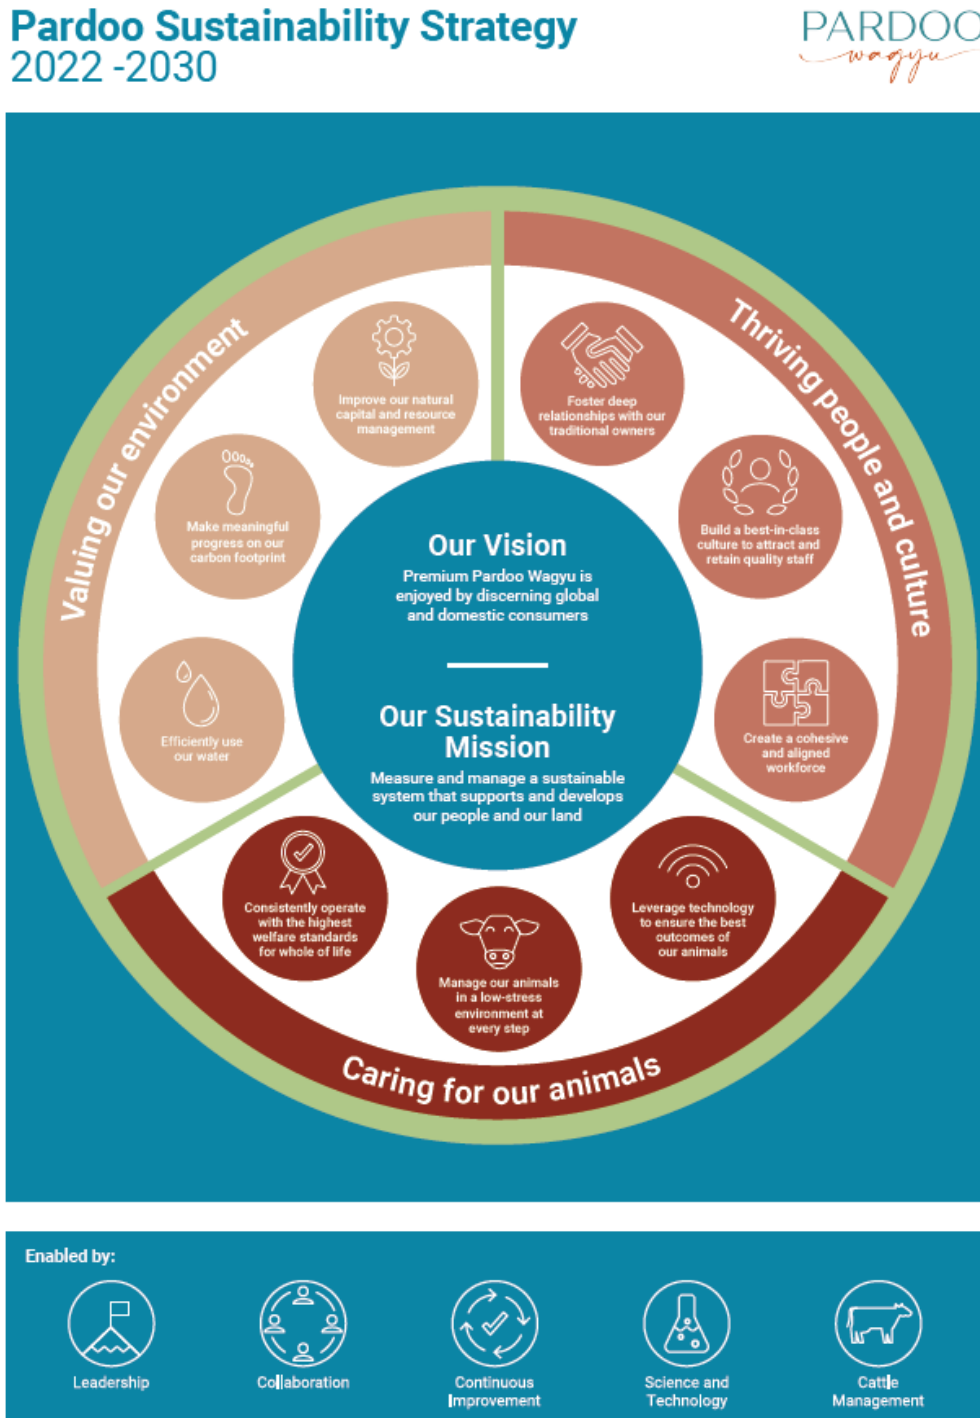 Pardoo Sustainability Strategy
2022 -2030
PARDOO
wagyu
Valuing our environment
Improve our natural
capital and resource
management
Make meaningful
progress on our
carbon footprint
Efficiently use
our water
Thriving people and culture
Foster deep
relationships with our
traditional owners
Build a best-in-class
culture to attract and
retain quality staff
Create a cohesive
and aligned
workforce
Our Vision
Premium Pardoo Wagyu is
enjoyed by discerning global
and domestic consumers
Our Sustainability
Mission
Measure and manage a sustainable
system that supports and develops
our people and our land
Consistently operate
with the highest
welfare standards
for whole of life
Manage our animals
in a low-stress
environment at
every step
Leverage technology
to ensure the best
outcomes of
our animals
Caring for our animals
Enabled by:
Leadership
Collaboration
Continuous
Improvement
Science and
Technology
Cattle
Management